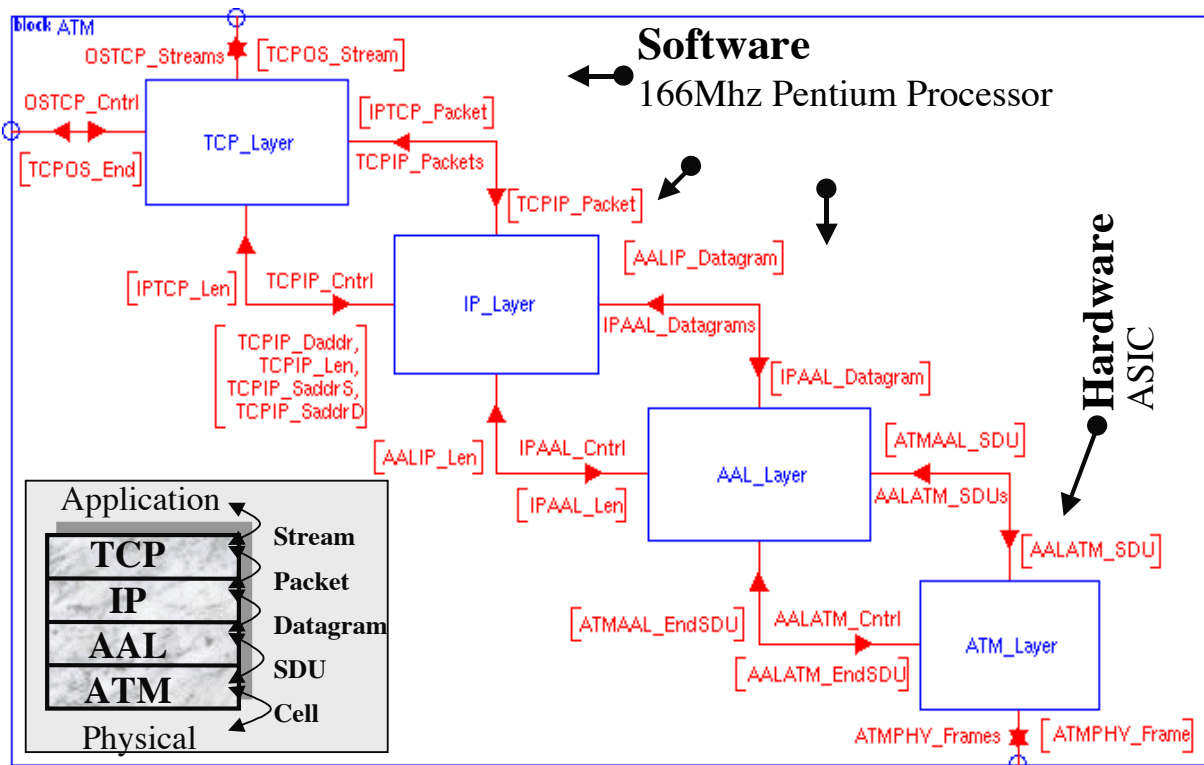 block ATM
OSTCP_Streams
[TCPOS_Stream]
Software
166Mhz Pentium Processor
OSTCP_Cntrl
[TCPOS_End]
TCP_Layer
[IPTCP_Packet]
TCPIP_Packets
[TCPIP_Packet]
[IPTCP_Len]
TCPIP_Cntrl
[TCPIP_Daddr,
TCPIP_Len,
TCPIP_SaddrS,
TCPIP_SaddrD]
IP_Layer
[AALIP_Datagram]
IPAAL_Datagrams
[IPAAL_Datagram]
Hardware
ASIC
[AALIP_Len]
IPAAL_Cntrl
[IPAAL_Len]
AAL_Layer
[ATMAAL_SDU]
AALATM_SDUs
[AALATM_SDU]
[ATMAAL_EndSDU]
AALATM_Cntrl
[AALATM_EndSDU]
ATM_Layer
ATMPHY_Frames
[ATMPHY_Frame]
Application
Stream
TCP
Packet
IP
Datagram
AAL
SDU
ATM
Cell
Physical